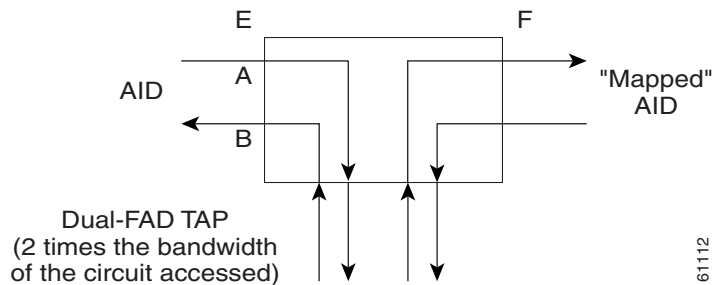 E
F
A
AID
"Mapped"
AID
B
Dual-FAD TAP
(2 times the bandwidth
of the circuit accessed)
61112